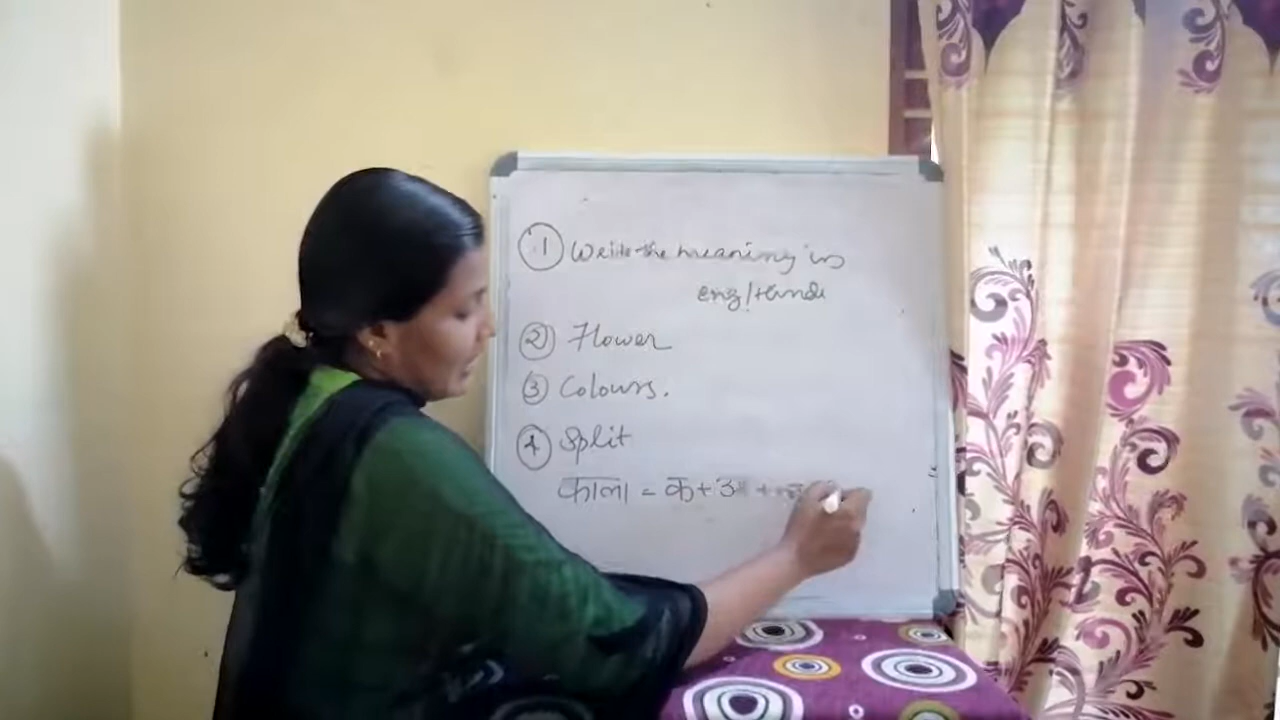 1 Write the meaning in
eng/Hindi
2 Flower
3 Colours.
4 Split
काला = क + आ +